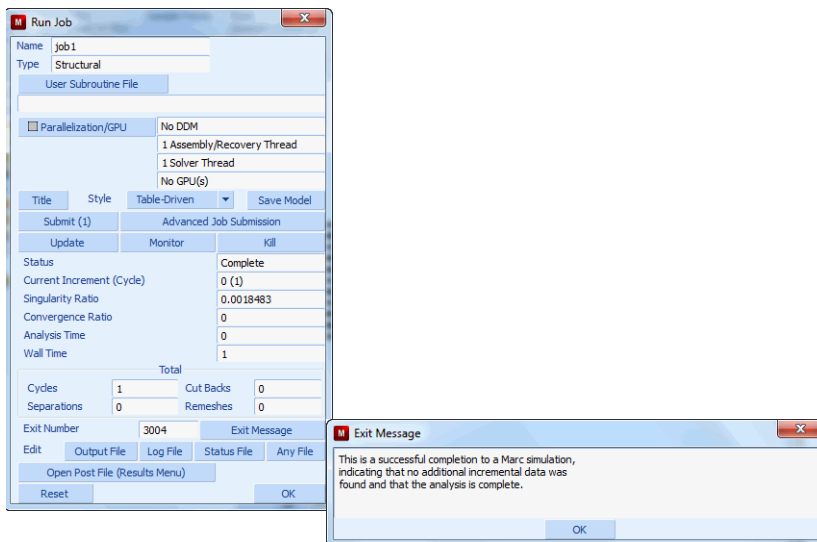 M Run Job
Name job1
Type Structural
User Subroutine File
Parallelization/GPU No DDM
1 Assembly/Recovery Thread
1 Solver Thread
No GPU(s)
Title Style Table-Driven Save Model
Submit (1) Advanced Job Submission
Update Monitor Kill
Status Complete
Current Increment (Cycle) 0 (1)
Singularity Ratio 0.0018483
Convergence Ratio 0
Analysis Time 0
Wall Time 1
Total
Cycles 1 Cut Backs 0
Separations 0 Remeshes 0
Exit Number 3004 Exit Message
Edit Output File Log File Status File Any File
Open Post File (Results Menu)
Reset OK
M Exit Message
This is a successful completion to a Marc simulation,
indicating that no additional incremental data was
found and that the analysis is complete.
OK